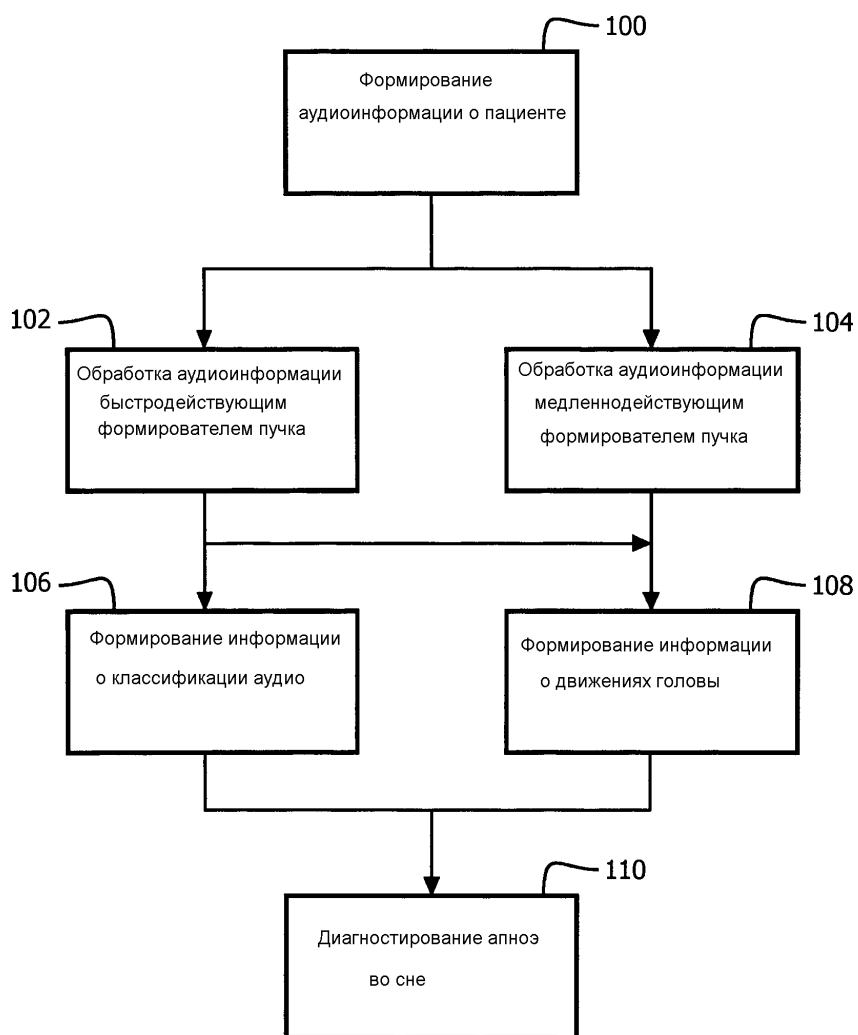 100
Формирование
аудиоинформации о пациенте
102
Обработка аудиоинформации
быстродействующим
формирователем пучка
104
Обработка аудиоинформации
медленнодействующим
формирователем пучка
106
Формирование информации
о классификации аудио
108
Формирование информации
о движениях головы
110
Диагностирование апноэ
во сне